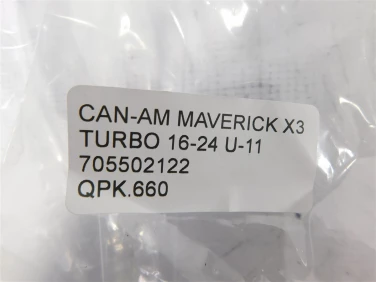 CAN-AM MAVERICK X3
TURBO 16-24 U-11
705502122
QPK.660